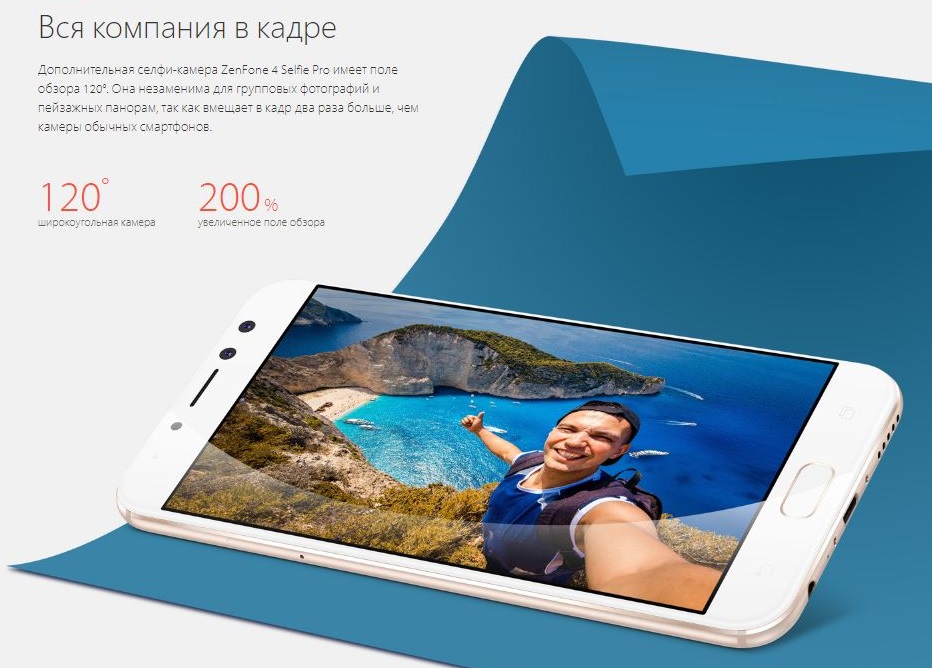 Вся компания в кадре
Дополнительная селфи-камера ZenFone 4 Selfie Pro имеет поле
обзора 120°. Она незаменима для групповых фотографий и
пейзажных панорам, так как вмещает в кадр два раза больше, чем
камеры обычных смартфонов.
120° 200 %
широкоугольная камера увеличенное поле обзора